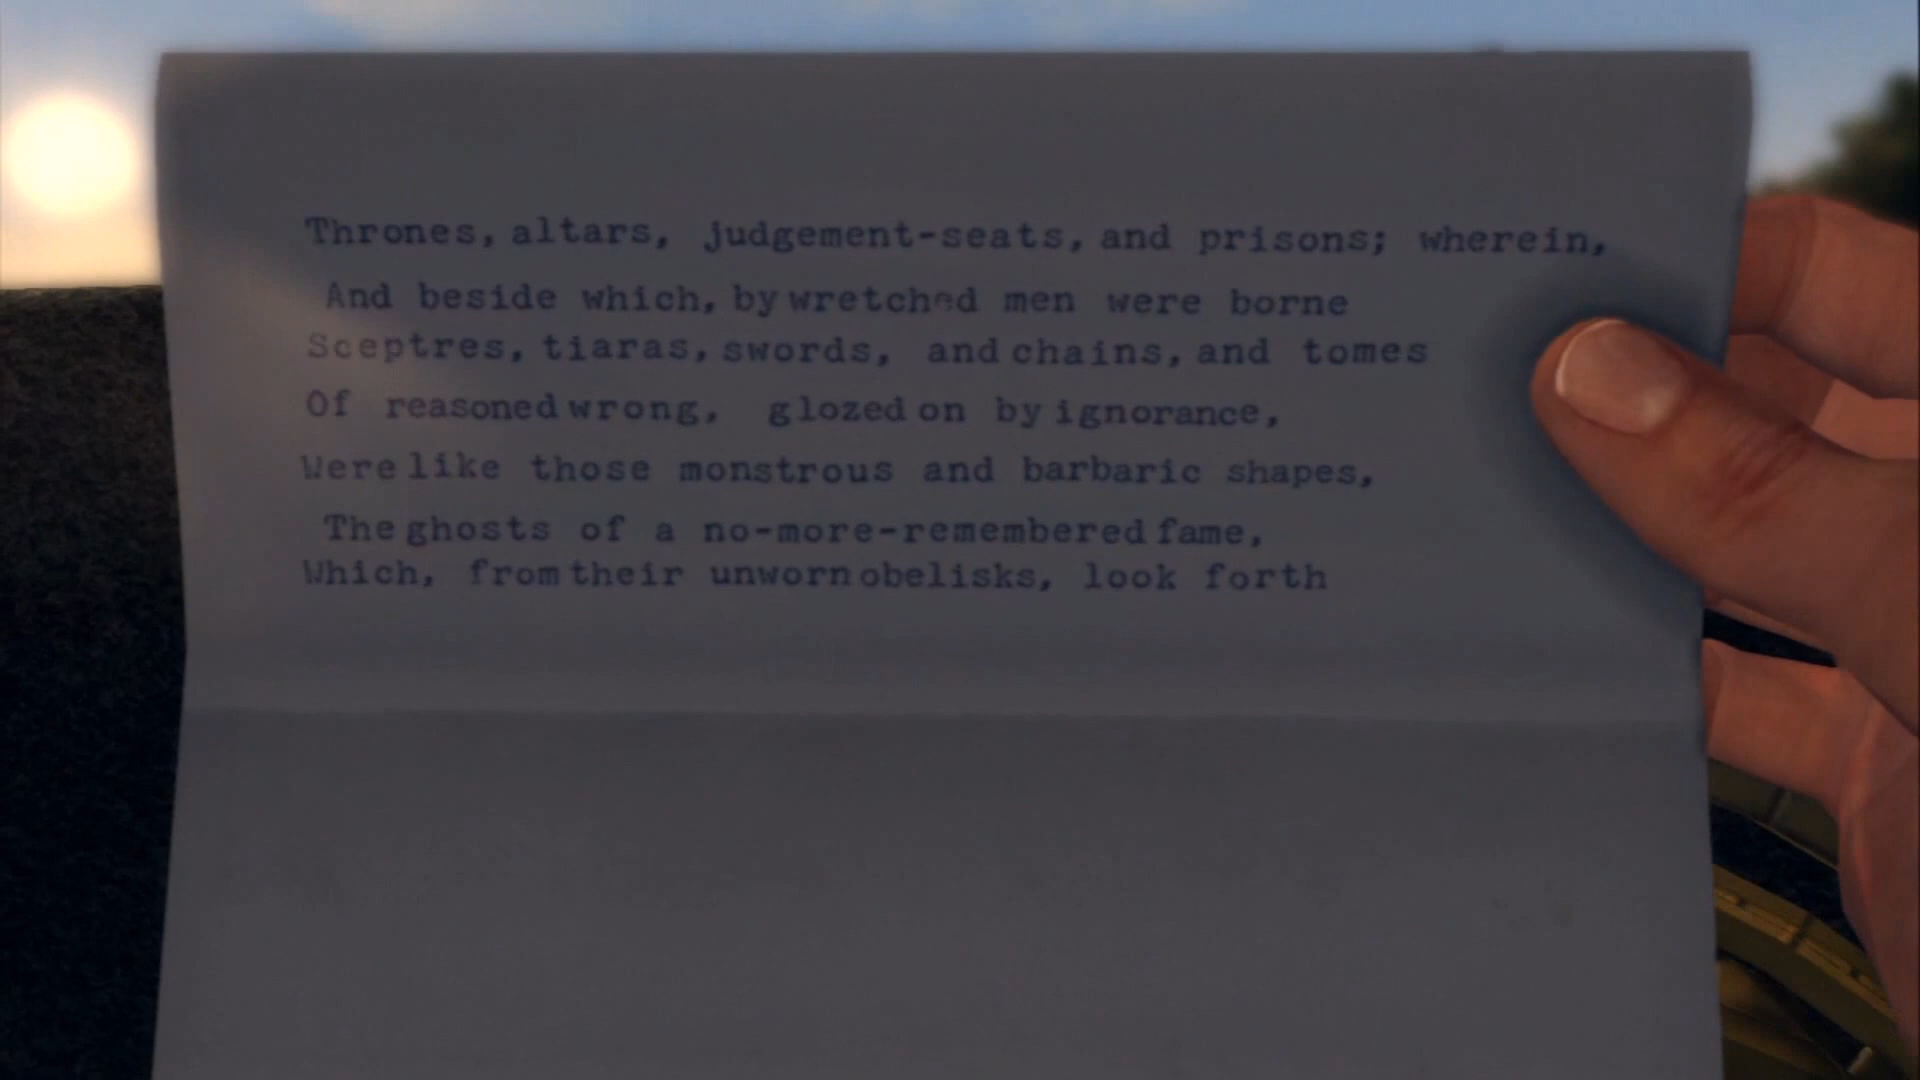 Thrones, altars, judgement-seats, and prisons; wherein,
And beside which, by wretched men were borne
Sceptres, tiaras, swords, and chains, and tomes
Of reasoned wrong, glozed on by ignorance,
Were like those monstrous and barbaric shapes,
The ghosts of a no-more-remembered fame,
Which, from their unworn obelisks, look forth